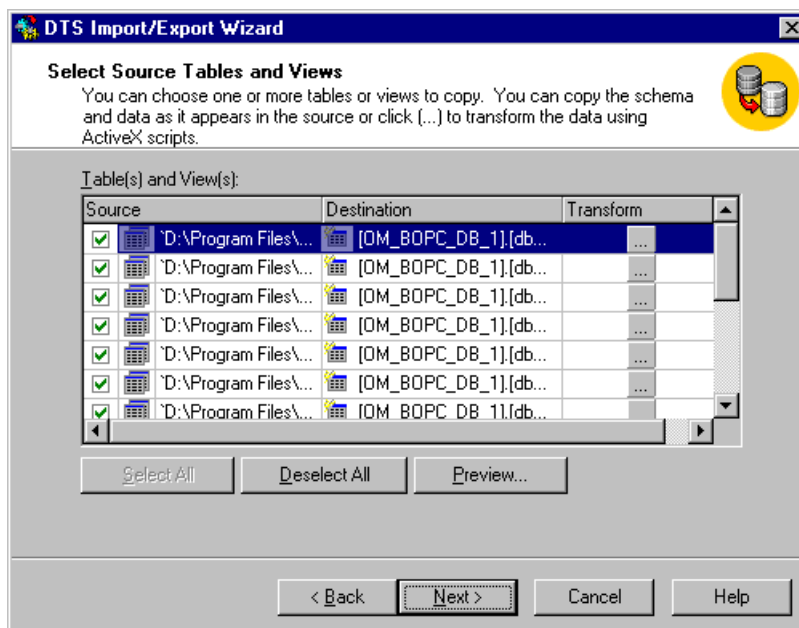 DTS Import/Export Wizard
Select Source Tables and Views
You can choose one or more tables or views to copy. You can copy the schema
and data as it appears in the source or click (...) to transform the data using
ActiveX scripts.
Table(s) and View(s):
Source Destination Transform
`D:\Program Files\... [OM_BOPC_DB_1].[db... ...
`D:\Program Files\... [OM_BOPC_DB_1].[db... ...
`D:\Program Files\... [OM_BOPC_DB_1].[db... ...
`D:\Program Files\... [OM_BOPC_DB_1].[db... ...
`D:\Program Files\... [OM_BOPC_DB_1].[db... ...
`D:\Program Files\... [OM_BOPC_DB_1].[db... ...
`D:\Program Files\... [OM_BOPC_DB_1].[db...
Select All Deselect All Preview...
< Back Next > Cancel Help